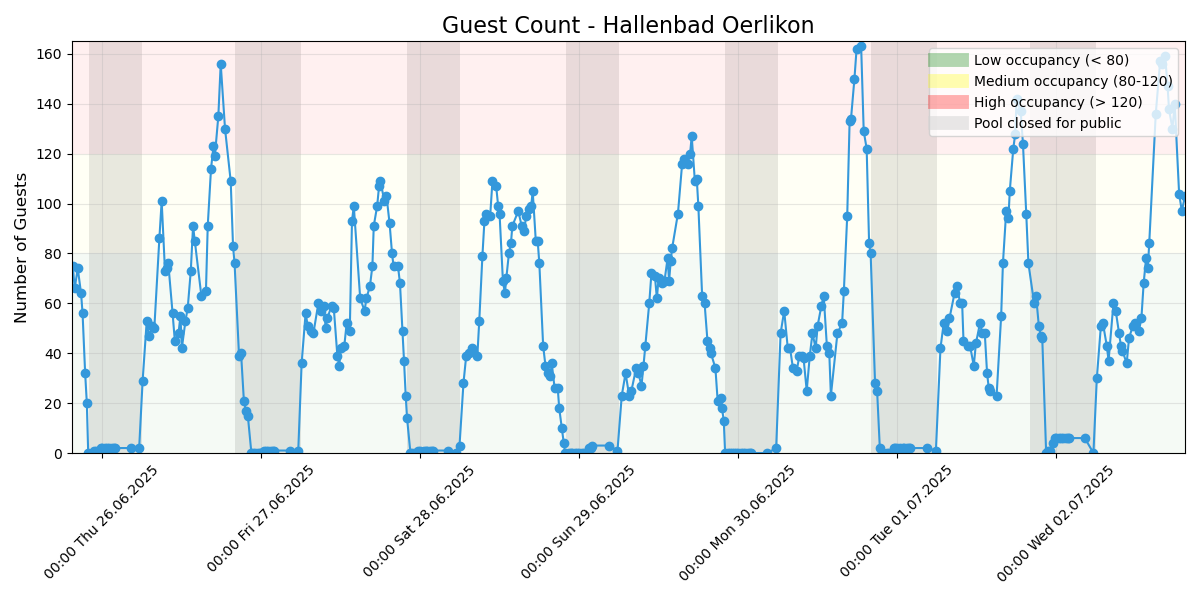 Guest Count - Hallenbad Oerlikon
Number of Guests
160
140
120
100
80
60
40
20
0
Low occupancy (< 80)
Medium occupancy (80-120)
High occupancy (> 120)
Pool closed for public
00:00 Thu 26.06.2025
00:00 Fri 27.06.2025
00:00 Sat 28.06.2025
00:00 Sun 29.06.2025
00:00 Mon 30.06.2025
00:00 Tue 01.07.2025
00:00 Wed 02.07.2025